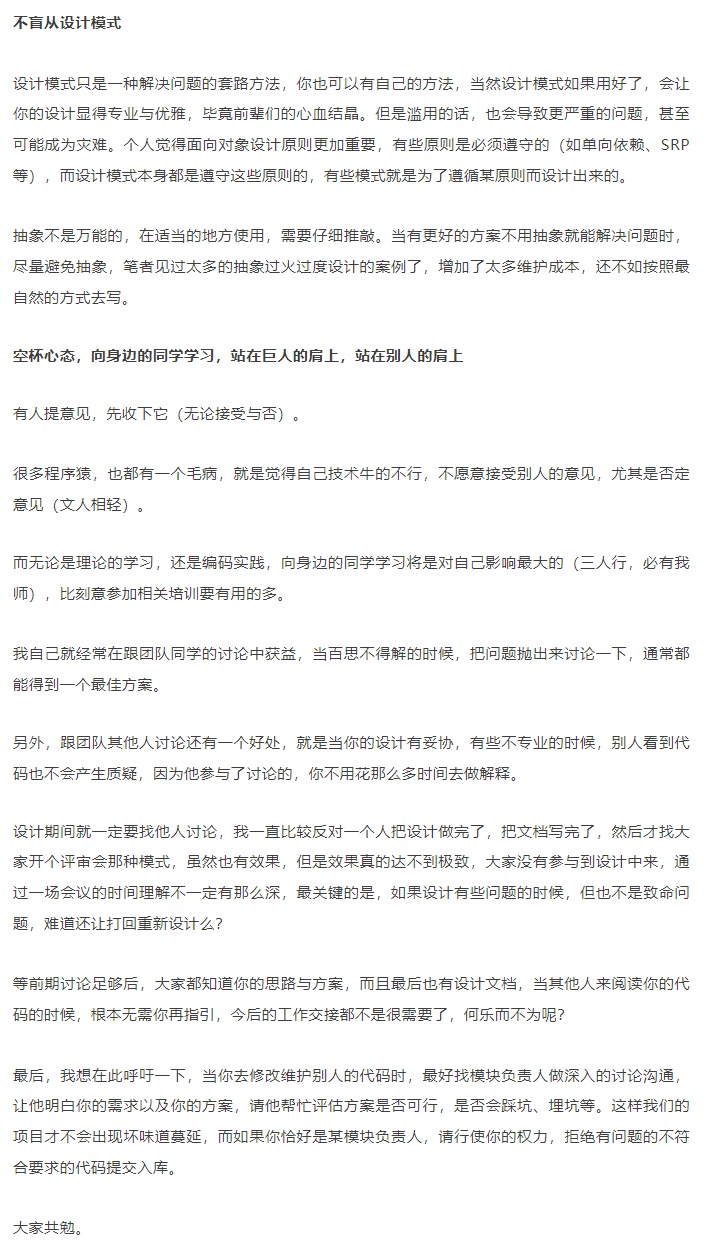 不盲从设计模式
设计模式只是一种解决问题的套路方法，你也可以有自己的方法，当然设计模式如果用好了，会让
你的设计显得专业与优雅，毕竟前辈们的心血结晶。但是滥用的话，也会导致更严重的问题，甚至
可能成为灾难。个人觉得面向对象设计原则更加重要，有些原则是必须遵守的（如单向依赖、SRP
等），而设计模式本身都是遵守这些原则的，有些模式就是为了遵循某原则而设计出来的。
抽象不是万能的，在适当的地方使用，需要仔细推敲。当有更好的方案不用抽象就能解决问题时，
尽量避免抽象，笔者见过太多的抽象过火过度设计的案例了，增加了太多维护成本，还不如按照最
自然的方式去写。
空杯心态，向身边的同学学习，站在巨人的肩上，站在别人的肩上
有人提意见，先收下它（无论接受与否）。
很多程序猿，也都有一个毛病，就是觉得自己技术牛的不行，不愿意接受别人的意见，尤其是否定
意见（文人相轻）。
而无论是理论的学习，还是编码实践，向身边的同学学习将是对自己影响最大的（三人行，必有我
师），比刻意参加相关培训要有用的多。
我自己就经常在跟团队同学的讨论中获益，当百思不得解的时候，把问题抛出来讨论一下，通常都
能得到一个最佳方案。
另外，跟团队其他人讨论还有一个好处，就是当你的设计有妥协，有些不专业的时候，别人看到代
码也不会产生质疑，因为他参与了讨论的，你不用花那么多时间去做解释。
设计期间就一定要找他人讨论，我一直比较反对一个人把设计做完了，把文档写完了，然后才找大
家开个评审会那种模式，虽然也有效果，但是效果真的达不到极致，大家没有参与到设计中来，通
过一场会议的时间理解不一定有那么深，最关键的是，如果设计有些问题的时候，但也不是致命问
题，难道还让打回重新设计么？
等前期讨论足够后，大家都知道你的思路与方案，而且最后也有设计文档，当其他人来阅读你的代
码的时候，根本无需你再指引，今后的工作交接都不是很需要了，何乐而不为呢？
最后，我想在此呼吁一下，当你去修改维护别人的代码时，最好找模块负责人做深入的讨论沟通，
让他明白你的需求以及你的方案，请他帮忙评估方案是否可行，是否会踩坑、埋坑等。这样我们的
项目才不会出现坏味道蔓延，而如果你恰好是某模块负责人，请行使你的权力，拒绝有问题的不符
合要求的代码提交入库。
大家共勉。